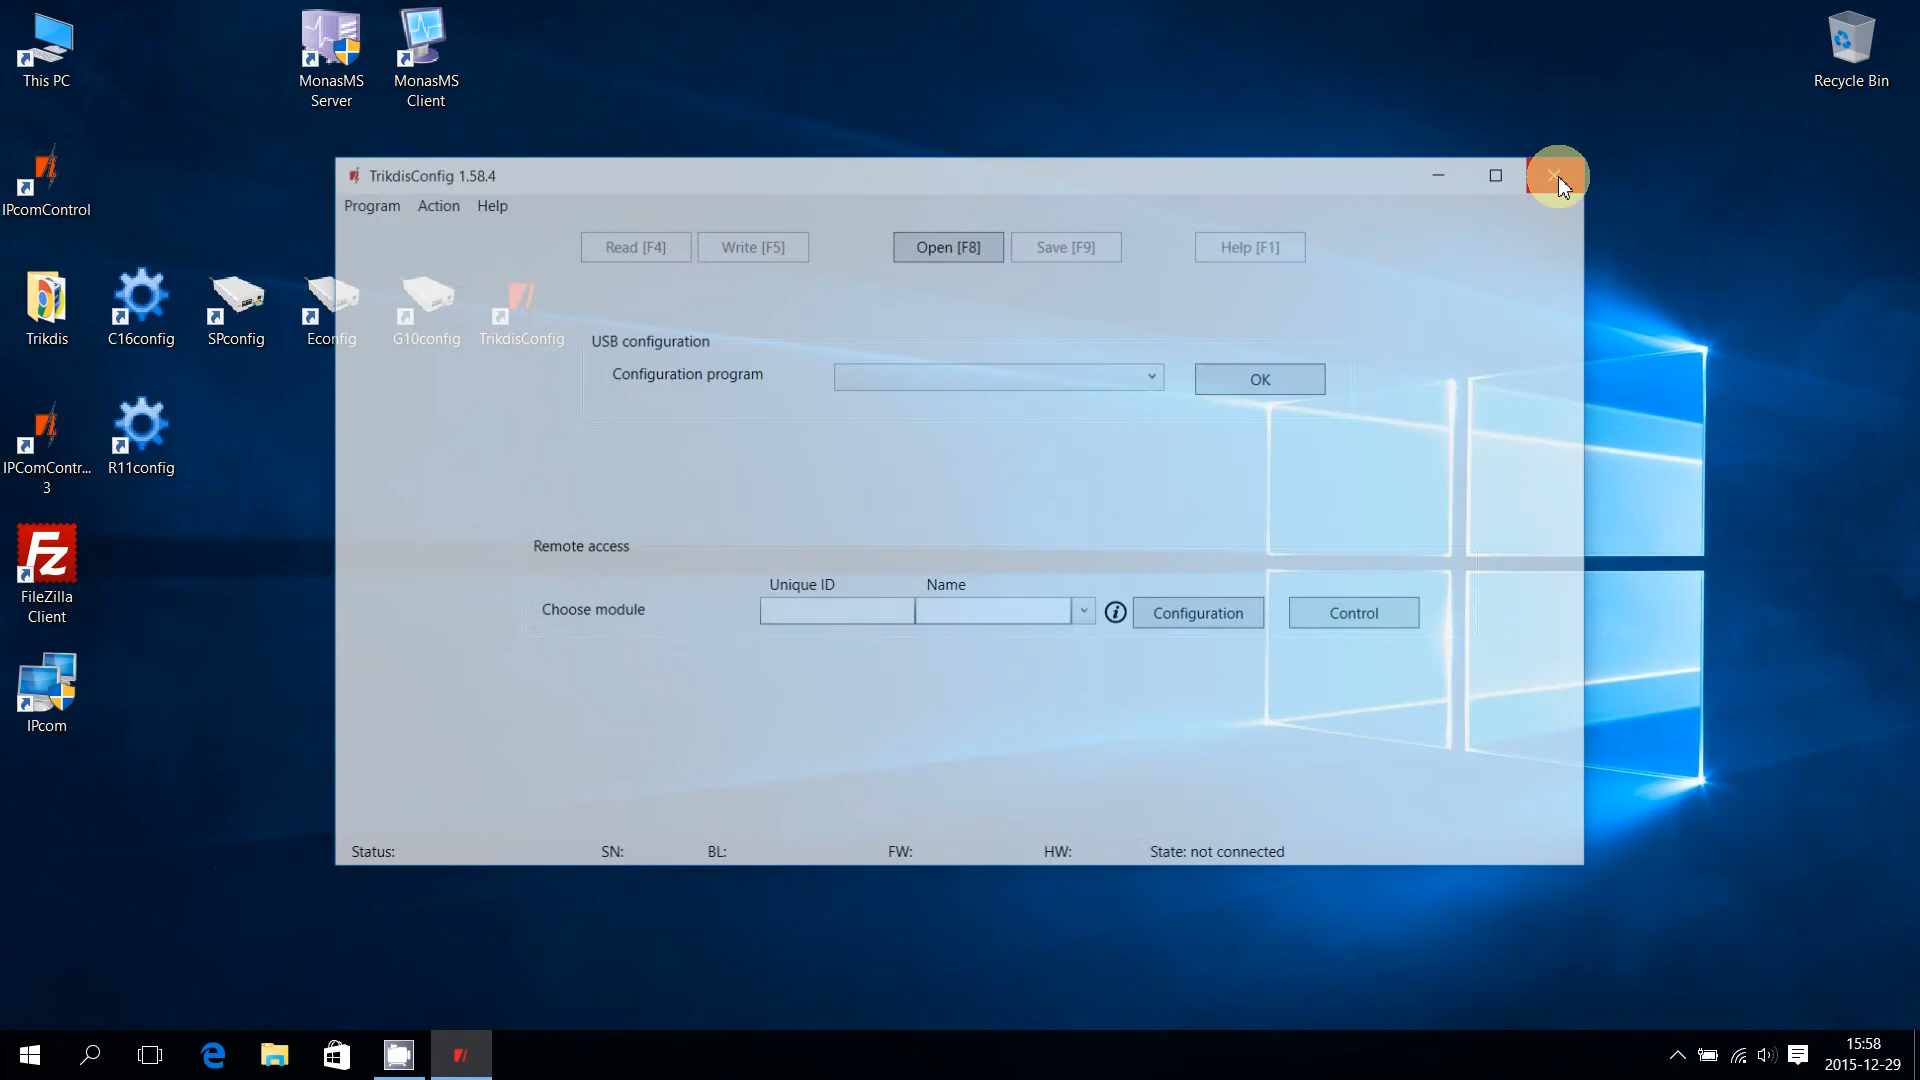 This PC
MonasMS
Server
MonasMS
Client
Recycle Bin
IPcomControl
TrikdisConfig 1.58.4
Program
Action
Help
Read [F4]
Write [F5]
Open [F8]
Save [F9]
Help [F1]
Trikdis
C16config
SPconfig
Econfig
G10config
TrikdisConfig
USB configuration
Configuration program
OK
IPComContr...
3
R11config
Remote access
Unique ID
Name
Choose module
Configuration
Control
FileZilla
Client
IPcom
Status:
SN:
BL:
FW:
HW:
State: not connected
15:58
2015-12-29